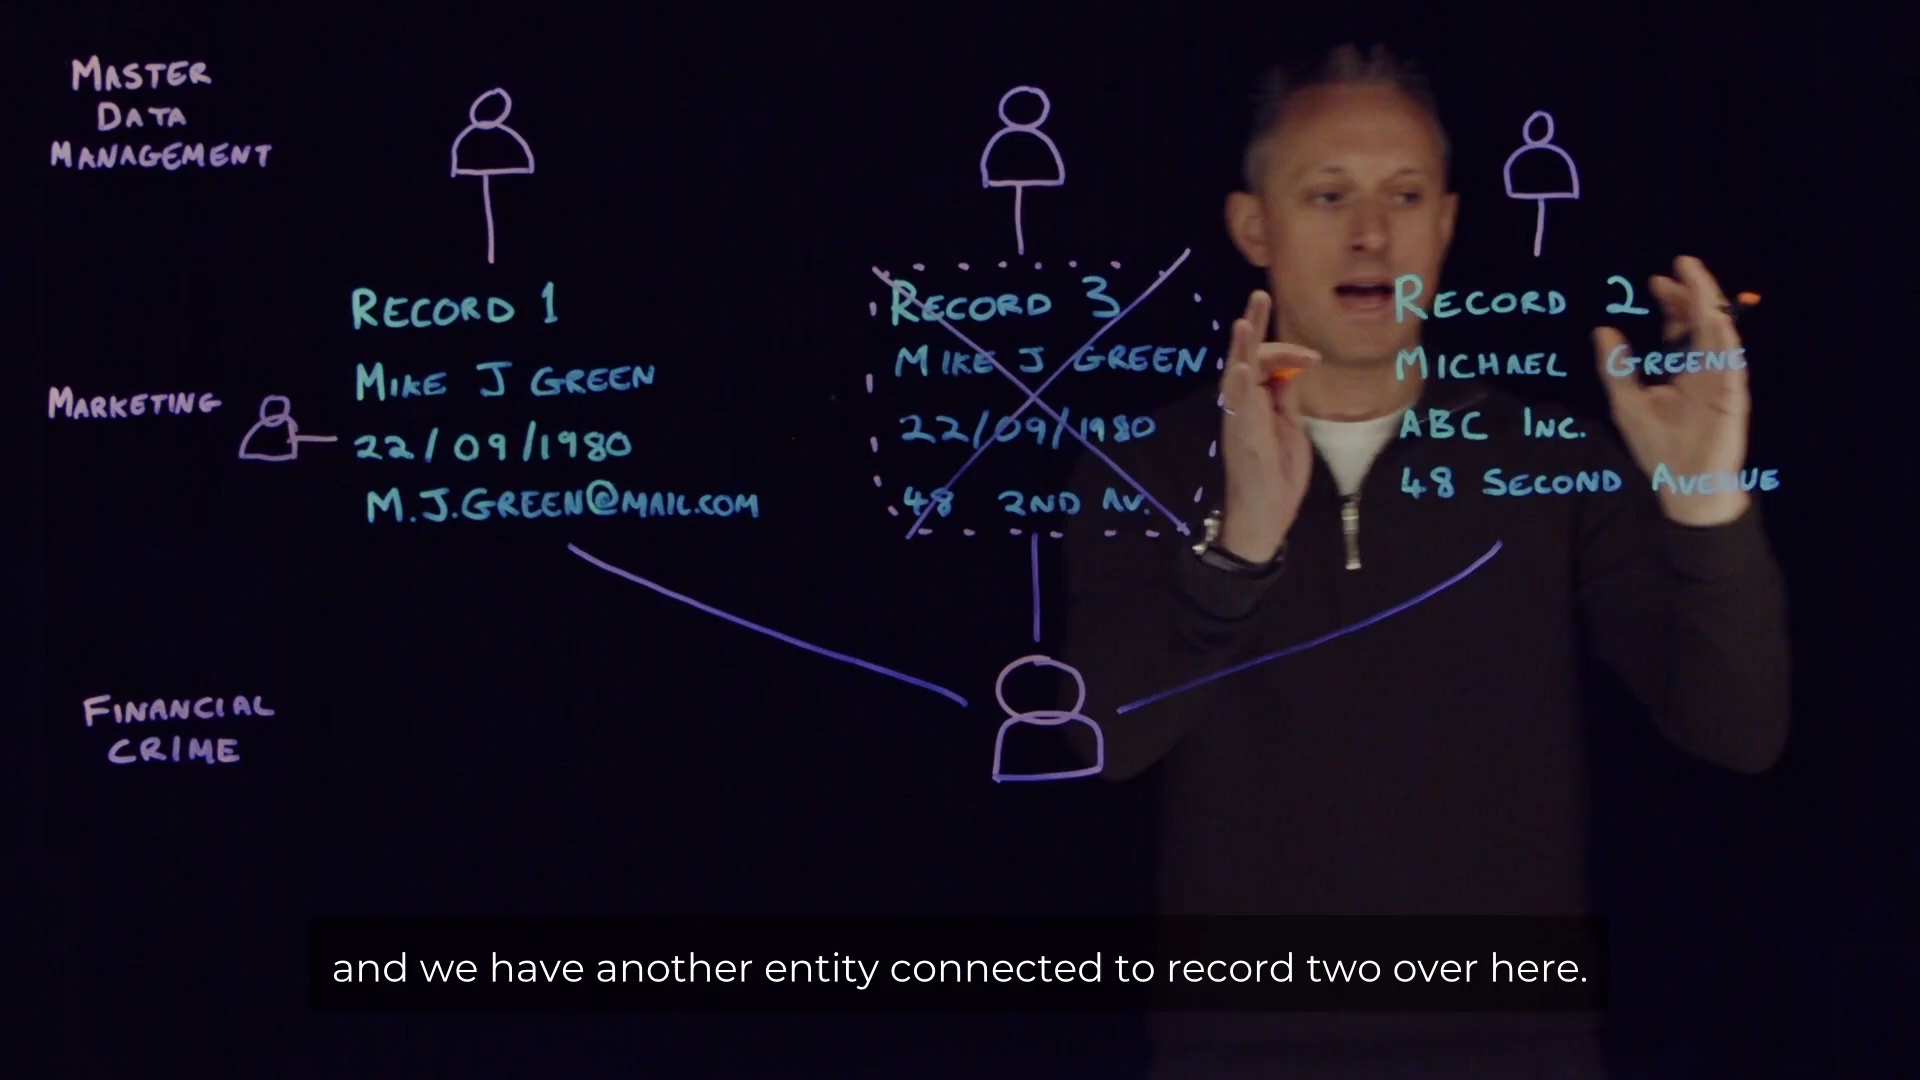 MASTER
DATA
MANAGEMENT
RECORD 1
MIKE J GREEN
22/09/1980
M.J.GREEN@MAIL.COM
RECORD 3
MIKE J GREEN
22/09/1980
48 2ND AV.
RECORD 2
MICHAEL GREENE
ABC INC.
48 SECOND AVENUE
MARKETING
FINANCIAL
CRIME
and we have another entity connected to record two over here.